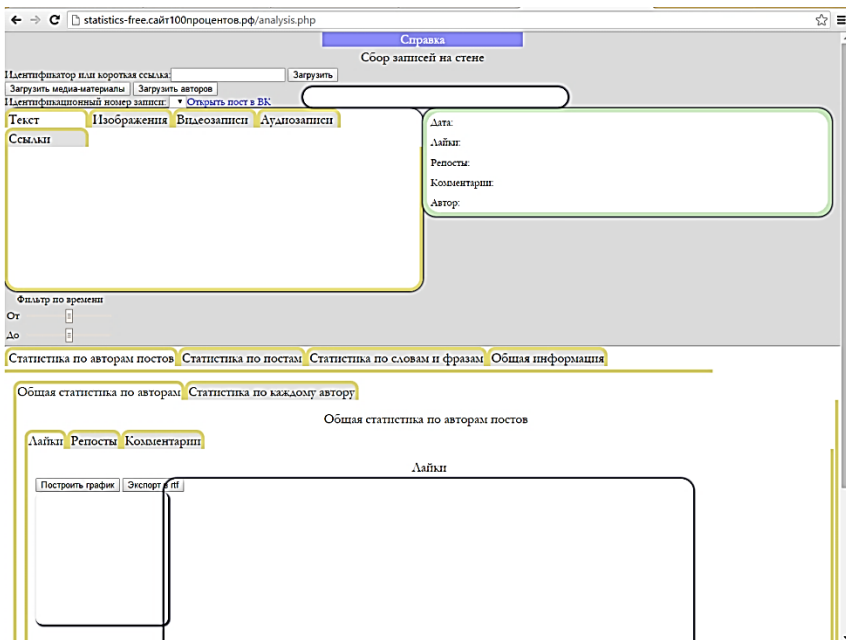 statistics-free.сайт100процентов.рф/analysis.php
Справка
Сбор записей на стене
Идентификатор или короткая ссылка:
Загрузить
Загрузить медиа-материалы Загрузить авторов
Идентификационный номер записи: Открыть пост в ВК
Текст Изображения Видеозаписи Аудиозаписи
Ссылки
Дата:
Лайки:
Репосты:
Комментарии:
Автор:
Фильтр по времени
От
До
Статистика по авторам постов Статистика по постам Статистика по словам и фразам Общая информация
Общая статистика по авторам Статистика по каждому автору
Общая статистика по авторам постов
Лайки Репосты Комментарии
Лайки
Построить график Экспорт в rtf